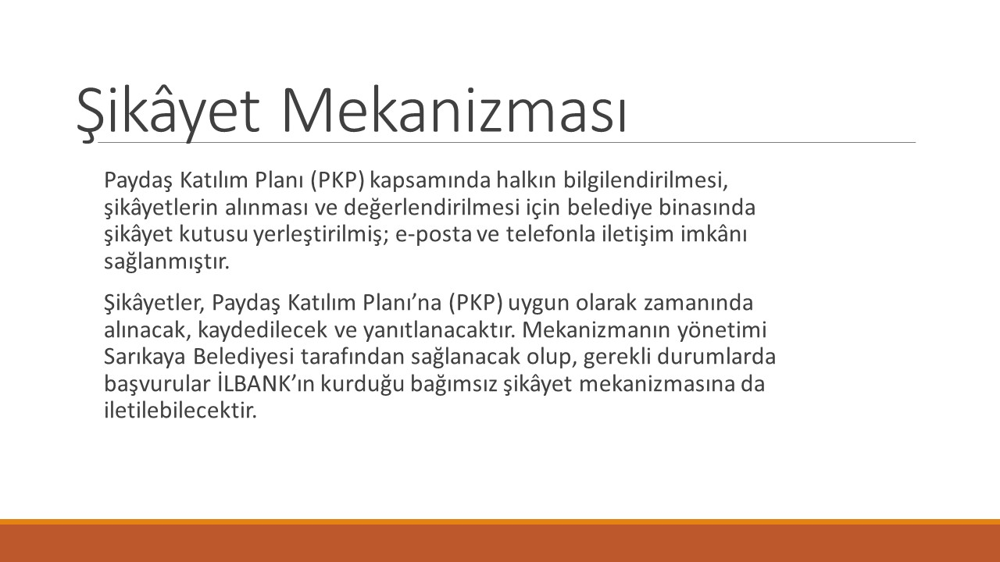 Şikâyet Mekanizması
Paydaş Katılım Planı (PKP) kapsamında halkın bilgilendirilmesi,
şikâyetlerin alınması ve değerlendirilmesi için belediye binasında
şikâyet kutusu yerleştirilmiş; e-posta ve telefonla iletişim imkânı
sağlanmıştır.
Şikâyetler, Paydaş Katılım Planı’na (PKP) uygun olarak zamanında
alınacak, kaydedilecek ve yanıtlanacaktır. Mekanizmanın yönetimi
Sarıkaya Belediyesi tarafından sağlanacak olup, gerekli durumlarda
başvurular İLBANK’ın kurduğu bağımsız şikâyet mekanizmasına da
iletilebilecektir.